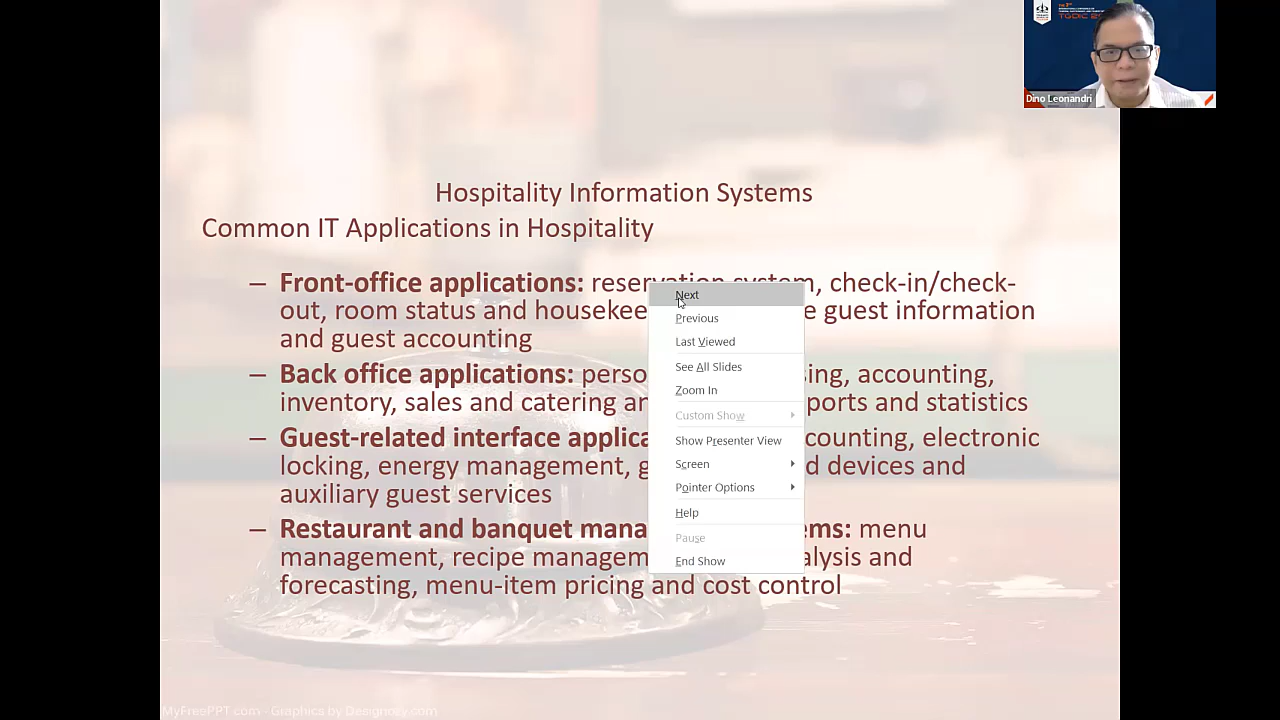 THE 3rd
TGDIC 2
Dino Leonandri
Hospitality Information Systems
Common IT Applications in Hospitality
– Front-office applications: reservation system, check-in/check-
out, room status and housekee e guest information
and guest accounting
– Back office applications: perso sing, accounting,
inventory, sales and catering an ports and statistics
– Guest-related interface applica counting, electronic
locking, energy management, g d devices and
auxiliary guest services
– Restaurant and banquet mana ems: menu
management, recipe managem alysis and
forecasting, menu-item pricing and cost control
Next
Previous
Last Viewed
See All Slides
Zoom In
Custom Show
Show Presenter View
Screen
Pointer Options
Help
Pause
End Show
MyFreePPT.com - Graphics by Designory.com